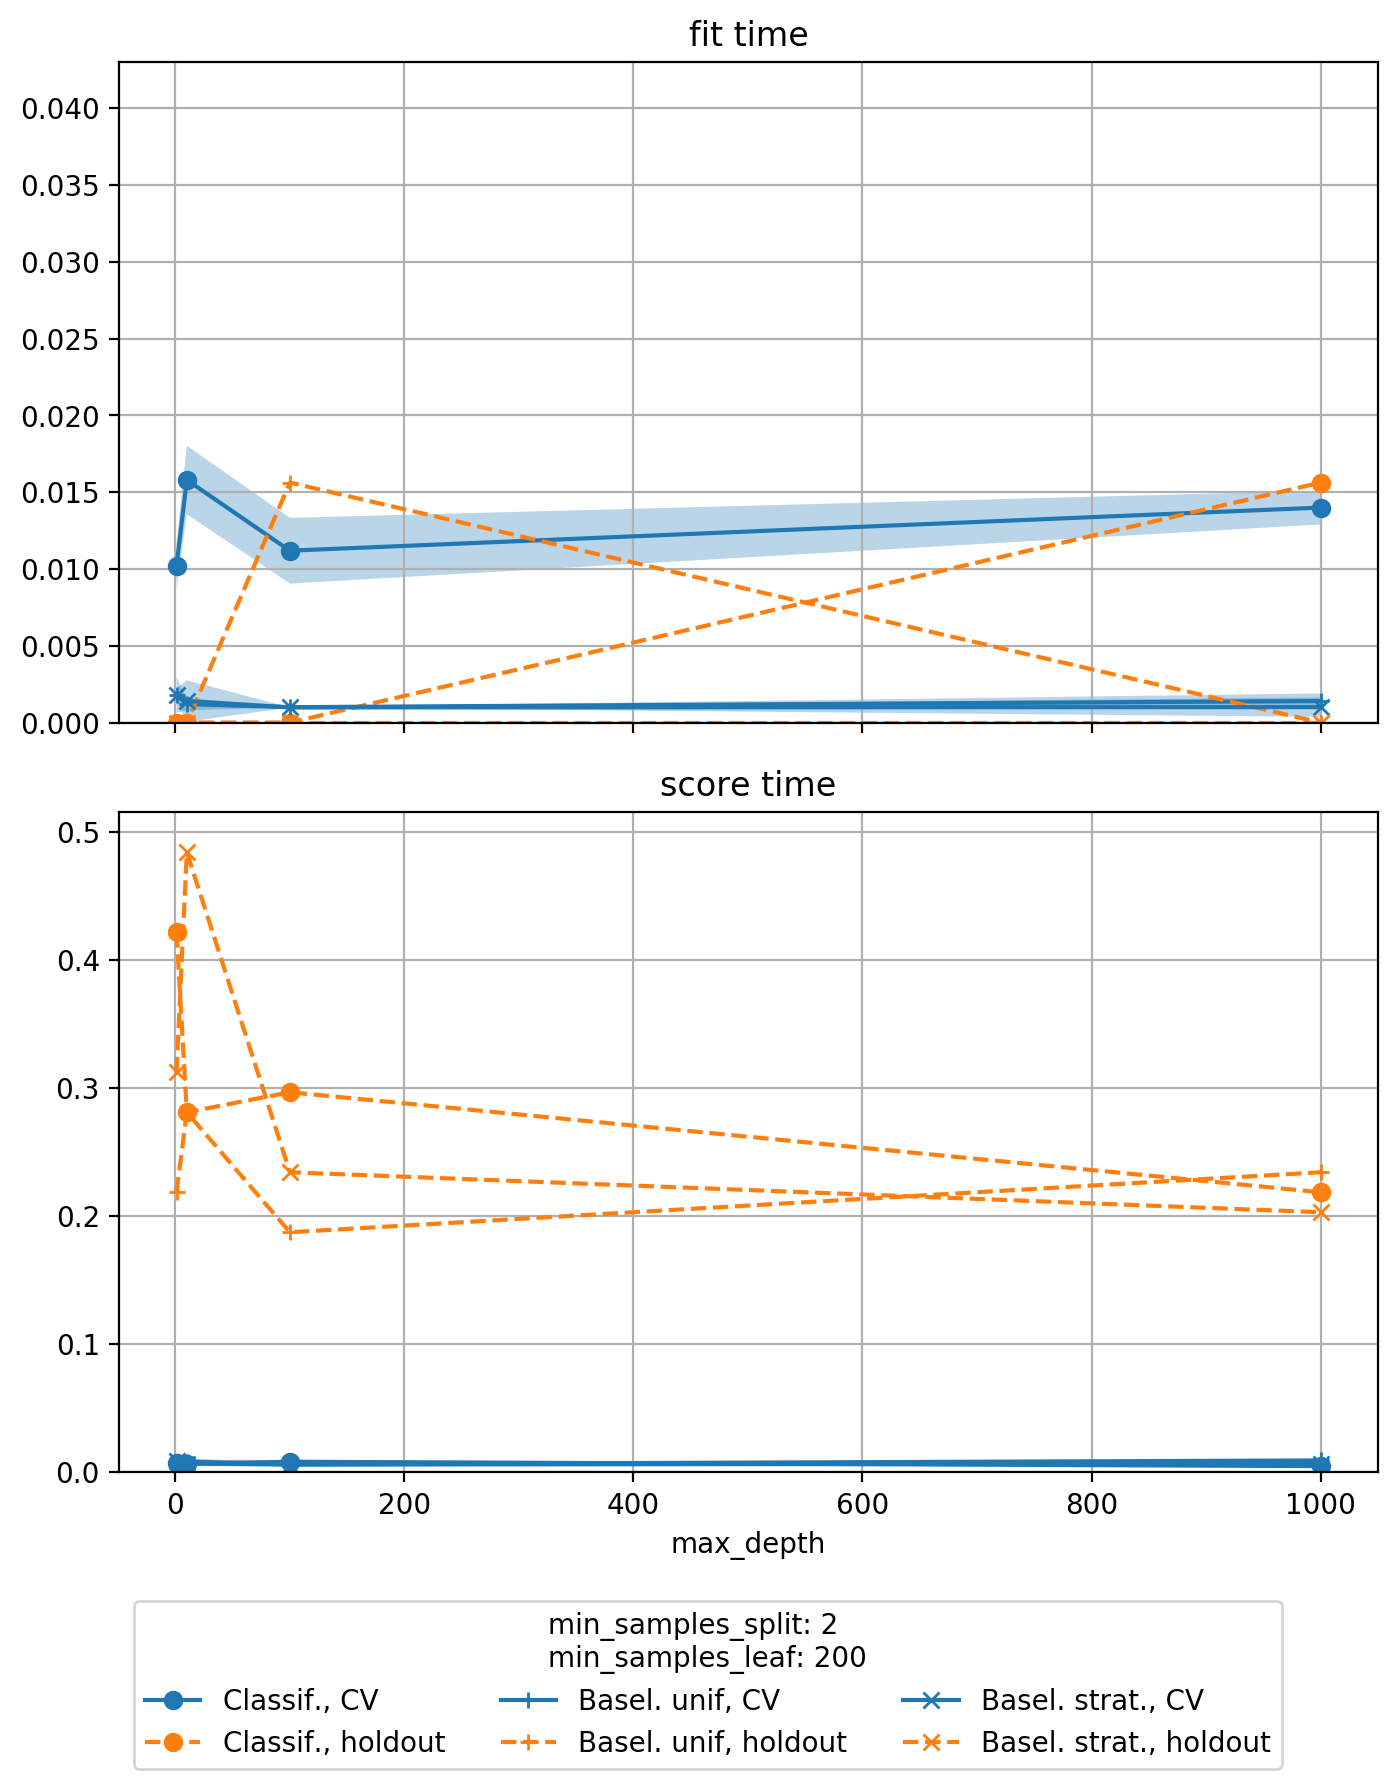 fit time
0.040
0.035
0.030
0.025
0.020
0.015
0.010
0.005
0.000
score time
0.5
0.4
0.3
0.2
0.1
0.0
0 200 400 600 800 1000
max_depth
min_samples_split: 2
min_samples_leaf: 200
Classif., CV Basel. unif, CV Basel. strat., CV
Classif., holdout Basel. unif, holdout Basel. strat., holdout